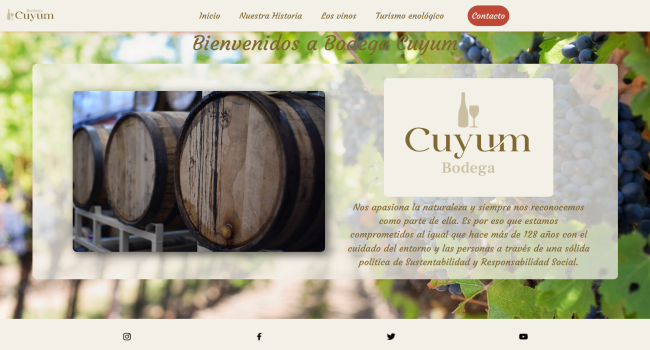 Bodega
Cuyum
Inicio
Nuestra Historia
Los vinos
Turismo enológico
Contacto
Bienvenidos a Bodega Cuyum
Cuyum
Bodega
Nos apasiona la naturaleza y siempre nos reconocemos
como parte de ella. Es por eso que estamos
comprometidos al igual que hace más de 128 años con el
cuidado del entorno y las personas a través de una sólida
política de Sustentabilidad y Responsabilidad Social.